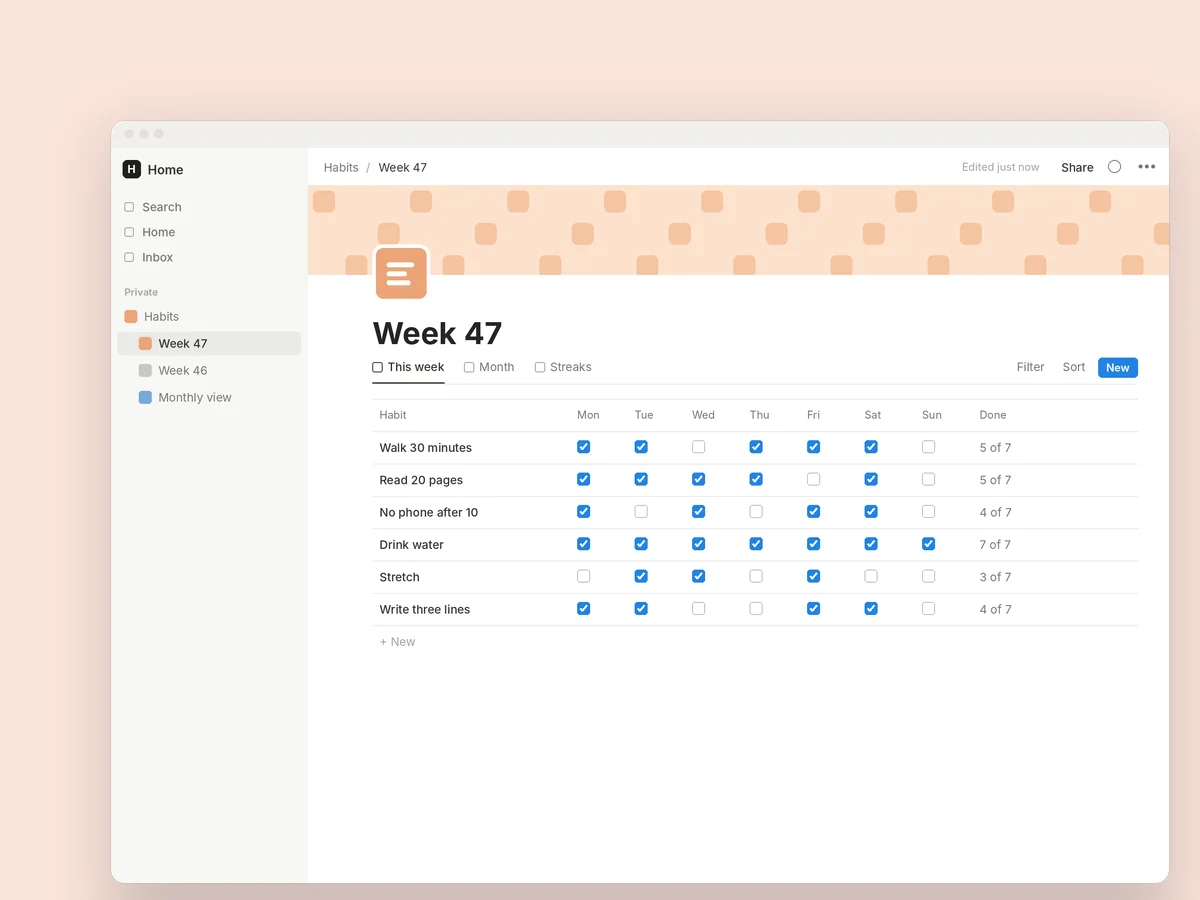 H Home
Search
Home
Inbox
Private
Habits
Week 47
Week 46
Monthly view
Habits / Week 47
Edited just now Share •••
Week 47
This week Month Streaks
Filter Sort New
Habit Mon Tue Wed Thu Fri Sat Sun Done
Walk 30 minutes 5 of 7
Read 20 pages 5 of 7
No phone after 10 4 of 7
Drink water 7 of 7
Stretch 3 of 7
Write three lines 4 of 7
+ New